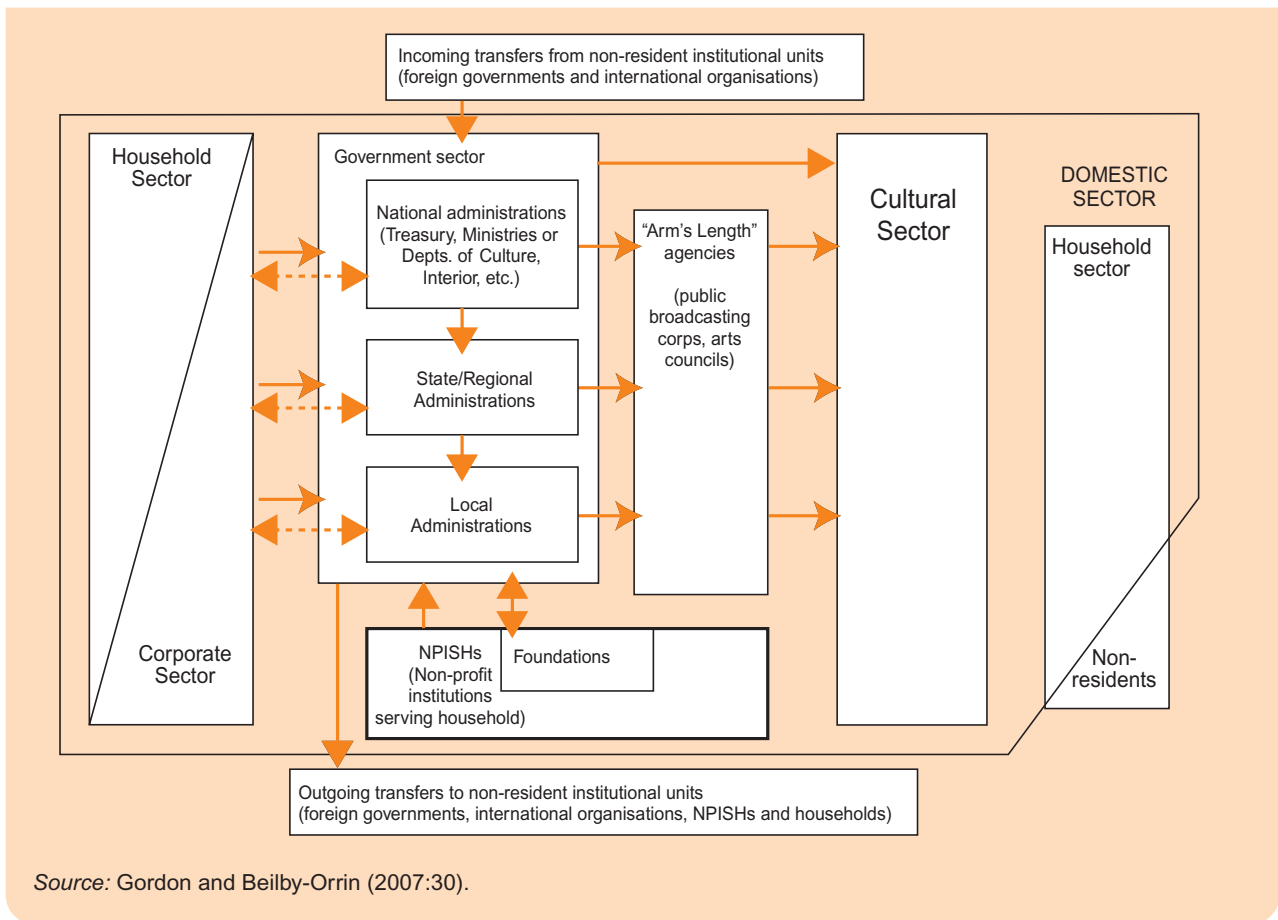 Incoming transfers from non-resident institutional units
(foreign governments and international organisations)
Household
Sector
Corporate
Sector
Government sector
National administrations
(Treasury, Ministries or
Depts. of Culture,
Interior, etc.)
State/Regional
Administrations
Local
Administrations
“Arm’s Length”
agencies
(public
broadcasting
corps, arts
councils)
Cultural
Sector
DOMESTIC
SECTOR
Household
sector
Non-
residents
NPISHs
(Non-profit
institutions
serving household)
Foundations
Outgoing transfers to non-resident institutional units
(foreign governments, international organisations, NPISHs and households)
Source: Gordon and Beilby-Orrin (2007:30).